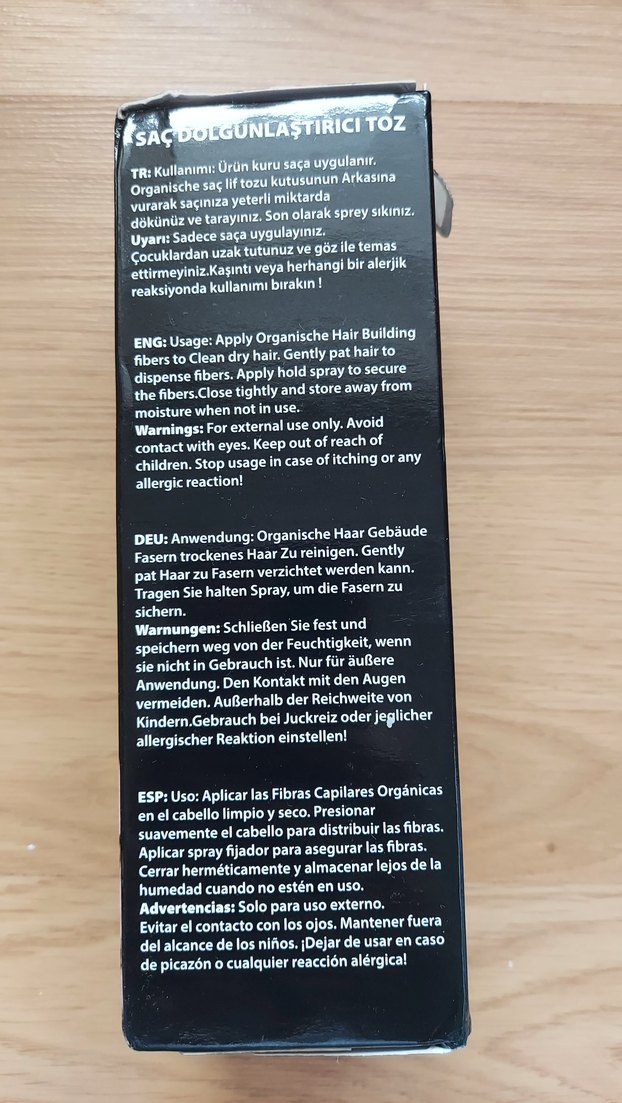 SAÇ DOLGUNLAŞTIRICI TOZ
TR: Kullanımı: Ürün kuru saça uygulanır.
Organische saç lif tozu kutusunun Arkasına
vurarak saçınıza yeterli miktarda
dökünüz ve tarayınız. Son olarak sprey sıkınız.
Uyarı: Sadece saça uygulayınız.
Çocuklardan uzak tutunuz ve göz ile temas
ettirmeyiniz.Kaşıntı veya herhangi bir alerjik
reaksiyonda kullanımı bırakın !
ENG: Usage: Apply Organische Hair Building
fibers to Clean dry hair. Gently pat hair to
dispense fibers. Apply hold spray to secure
the fibers.Close tightly and store away from
moisture when not in use.
Warnings: For external use only. Avoid
contact with eyes. Keep out of reach of
children. Stop usage in case of itching or any
allergic reaction!
DEU: Anwendung: Organische Haar Gebäude
Fasern trockenes Haar Zu reinigen. Gently
pat Haar zu Fasern verzichtet werden kann.
Tragen Sie halten Spray, um die Fasern zu
sichern.
Warnungen: Schließen Sie fest und
speichern weg von der Feuchtigkeit, wenn
sie nicht in Gebrauch ist. Nur für äußere
Anwendung. Den Kontakt mit den Augen
vermeiden. Außerhalb der Reichweite von
Kindern.Gebrauch bei Juckreiz oder jeglicher
allergischer Reaktion einstellen!
ESP: Uso: Aplicar las Fibras Capilares Orgánicas
en el cabello limpio y seco. Presionar
suavemente el cabello para distribuir las fibras.
Aplicar spray fijador para asegurar las fibras.
Cerrar herméticamente y almacenar lejos de la
humedad cuando no estén en uso.
Advertencias: Solo para uso externo.
Evitar el contacto con los ojos. Mantener fuera
del alcance de los niños. ¡Dejar de usar en caso
de picazón o cualquier reacción alérgica!